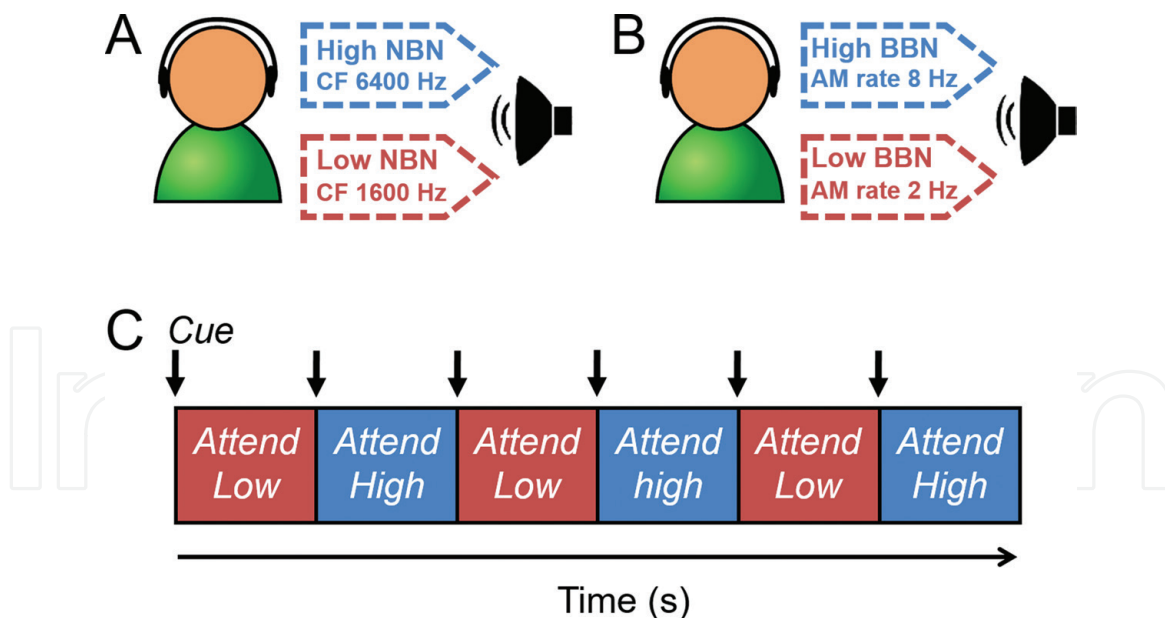 A
High NBN
CF 6400 Hz
Low NBN
CF 1600 Hz
B
High BBN
AM rate 8 Hz
Low BBN
AM rate 2 Hz
C Cue
Attend Low
Attend High
Attend Low
Attend high
Attend Low
Attend High
Time (s)